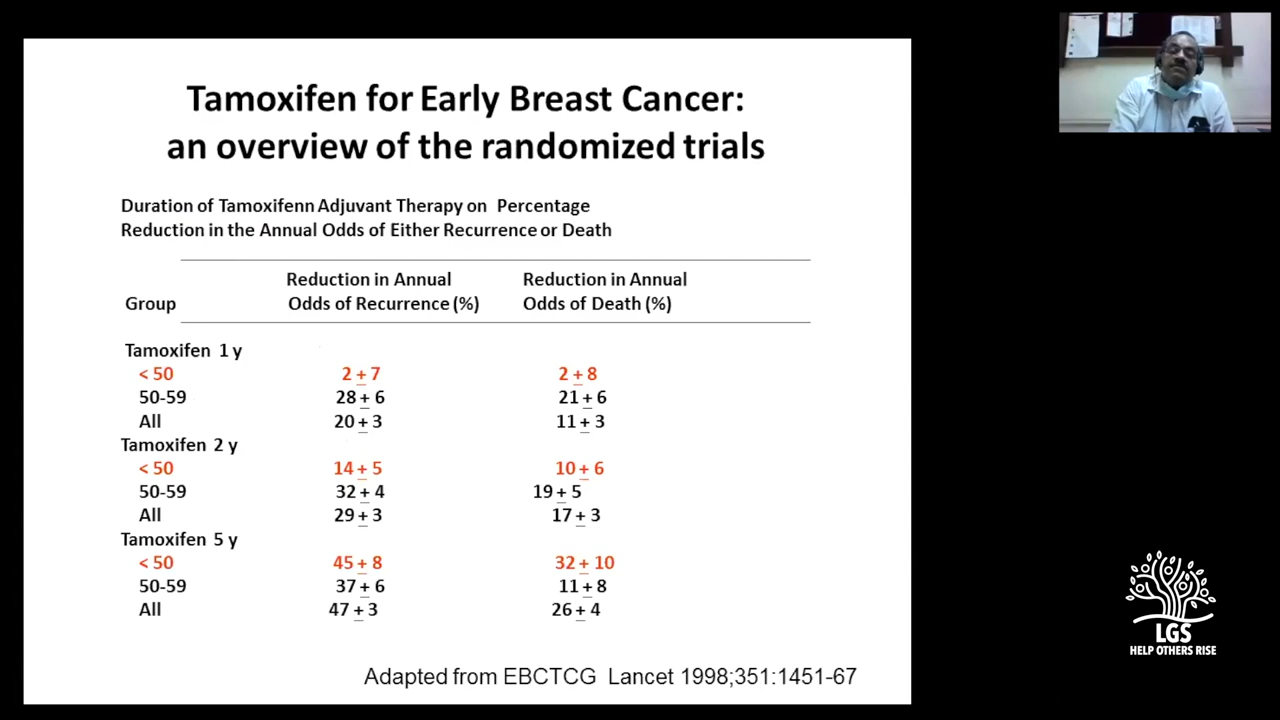 Tamoxifen for Early Breast Cancer:
an overview of the randomized trials
Duration of Tamoxifenn Adjuvant Therapy on Percentage
Reduction in the Annual Odds of Either Recurrence or Death
Reduction in Annual Reduction in Annual
Group Odds of Recurrence (%) Odds of Death (%)
Tamoxifen 1 y
< 50 2 + 7 2 + 8
50-59 28 + 6 21 + 6
All 20 + 3 11 + 3
Tamoxifen 2 y
< 50 14 + 5 10 + 6
50-59 32 + 4 19 + 5
All 29 + 3 17 + 3
Tamoxifen 5 y
< 50 45 + 8 32 + 10
50-59 37 + 6 11 + 8
All 47 + 3 26 + 4
Adapted from EBCTCG Lancet 1998;351:1451-67
LGS
HELP OTHERS RISE